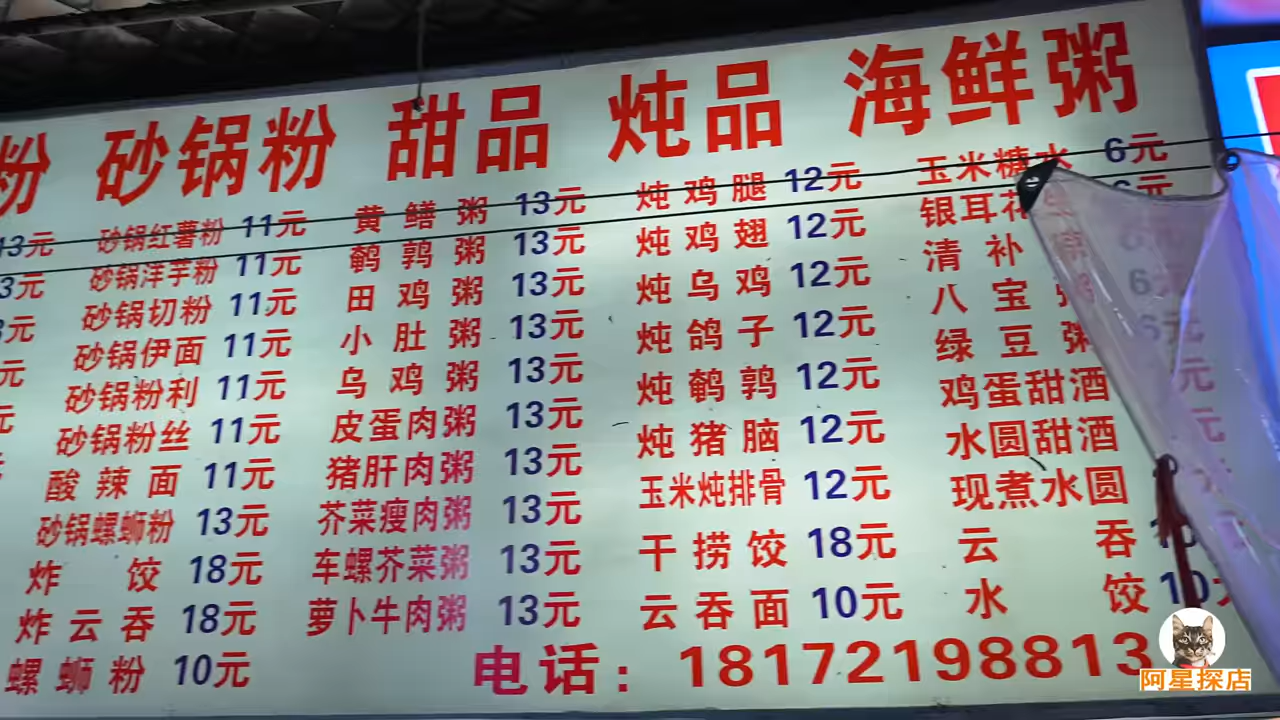 粉 砂锅粉 甜品 炖品 海鲜粥
13元 砂锅红薯粉 11元 黄鳝粥 13元 炖鸡腿 12元 玉米糖水 6元
3元 砂锅洋芋粉 11元 鹌鹑粥 13元 炖鸡翅 12元 银耳花
元 砂锅切粉 11元 田鸡粥 13元 炖乌鸡 12元 清补
元 砂锅伊面 11元 小肚粥 13元 炖鸽子 12元 八宝粥 6元
元 砂锅粉利 11元 乌鸡粥 13元 炖鹌鹑 12元 绿豆粥 6元
砂锅粉丝 11元 皮蛋肉粥 13元 炖猪脑 12元 鸡蛋甜酒 元
酸辣面 11元 猪肝肉粥 13元 玉米炖排骨 12元 水圆甜酒 元
砂锅螺蛳粉 13元 芥菜瘦肉粥 13元 干捞饺 18元 现煮水圆
炸饺 18元 车螺芥菜粥 13元 云吞面 10元 云吞 10
炸云吞 18元 萝卜牛肉粥 13元 水饺 10元
螺蛳粉 10元 电话：18172198813
阿星探店